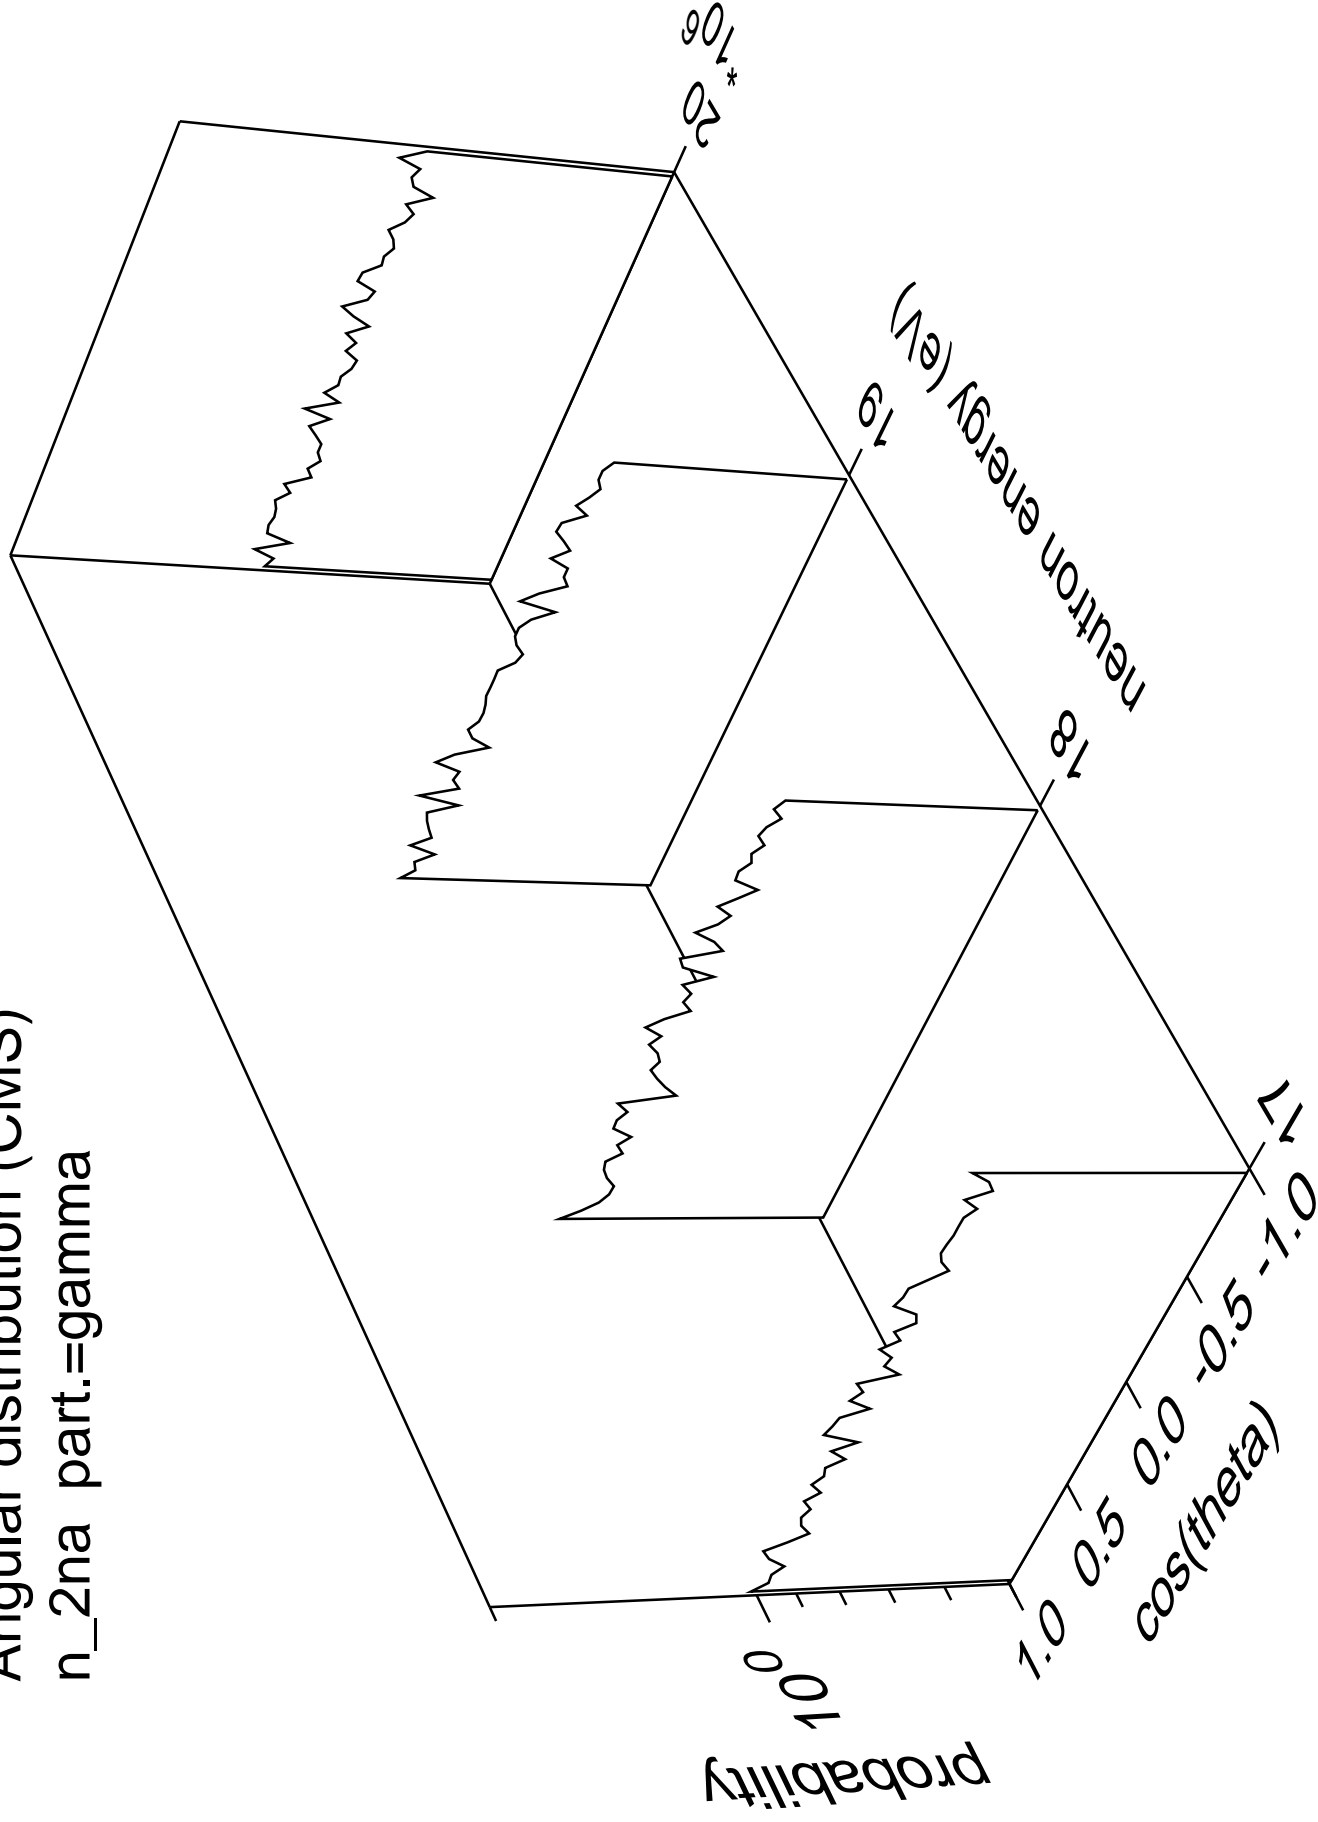 Angular distribution (CMS)
n_2na part.=gamma
probability
10 0
1.0 0.5 0.0 -0.5 -1.0
cos(theta)
17 18 19 20
* 10 6
neutron energy (eV)